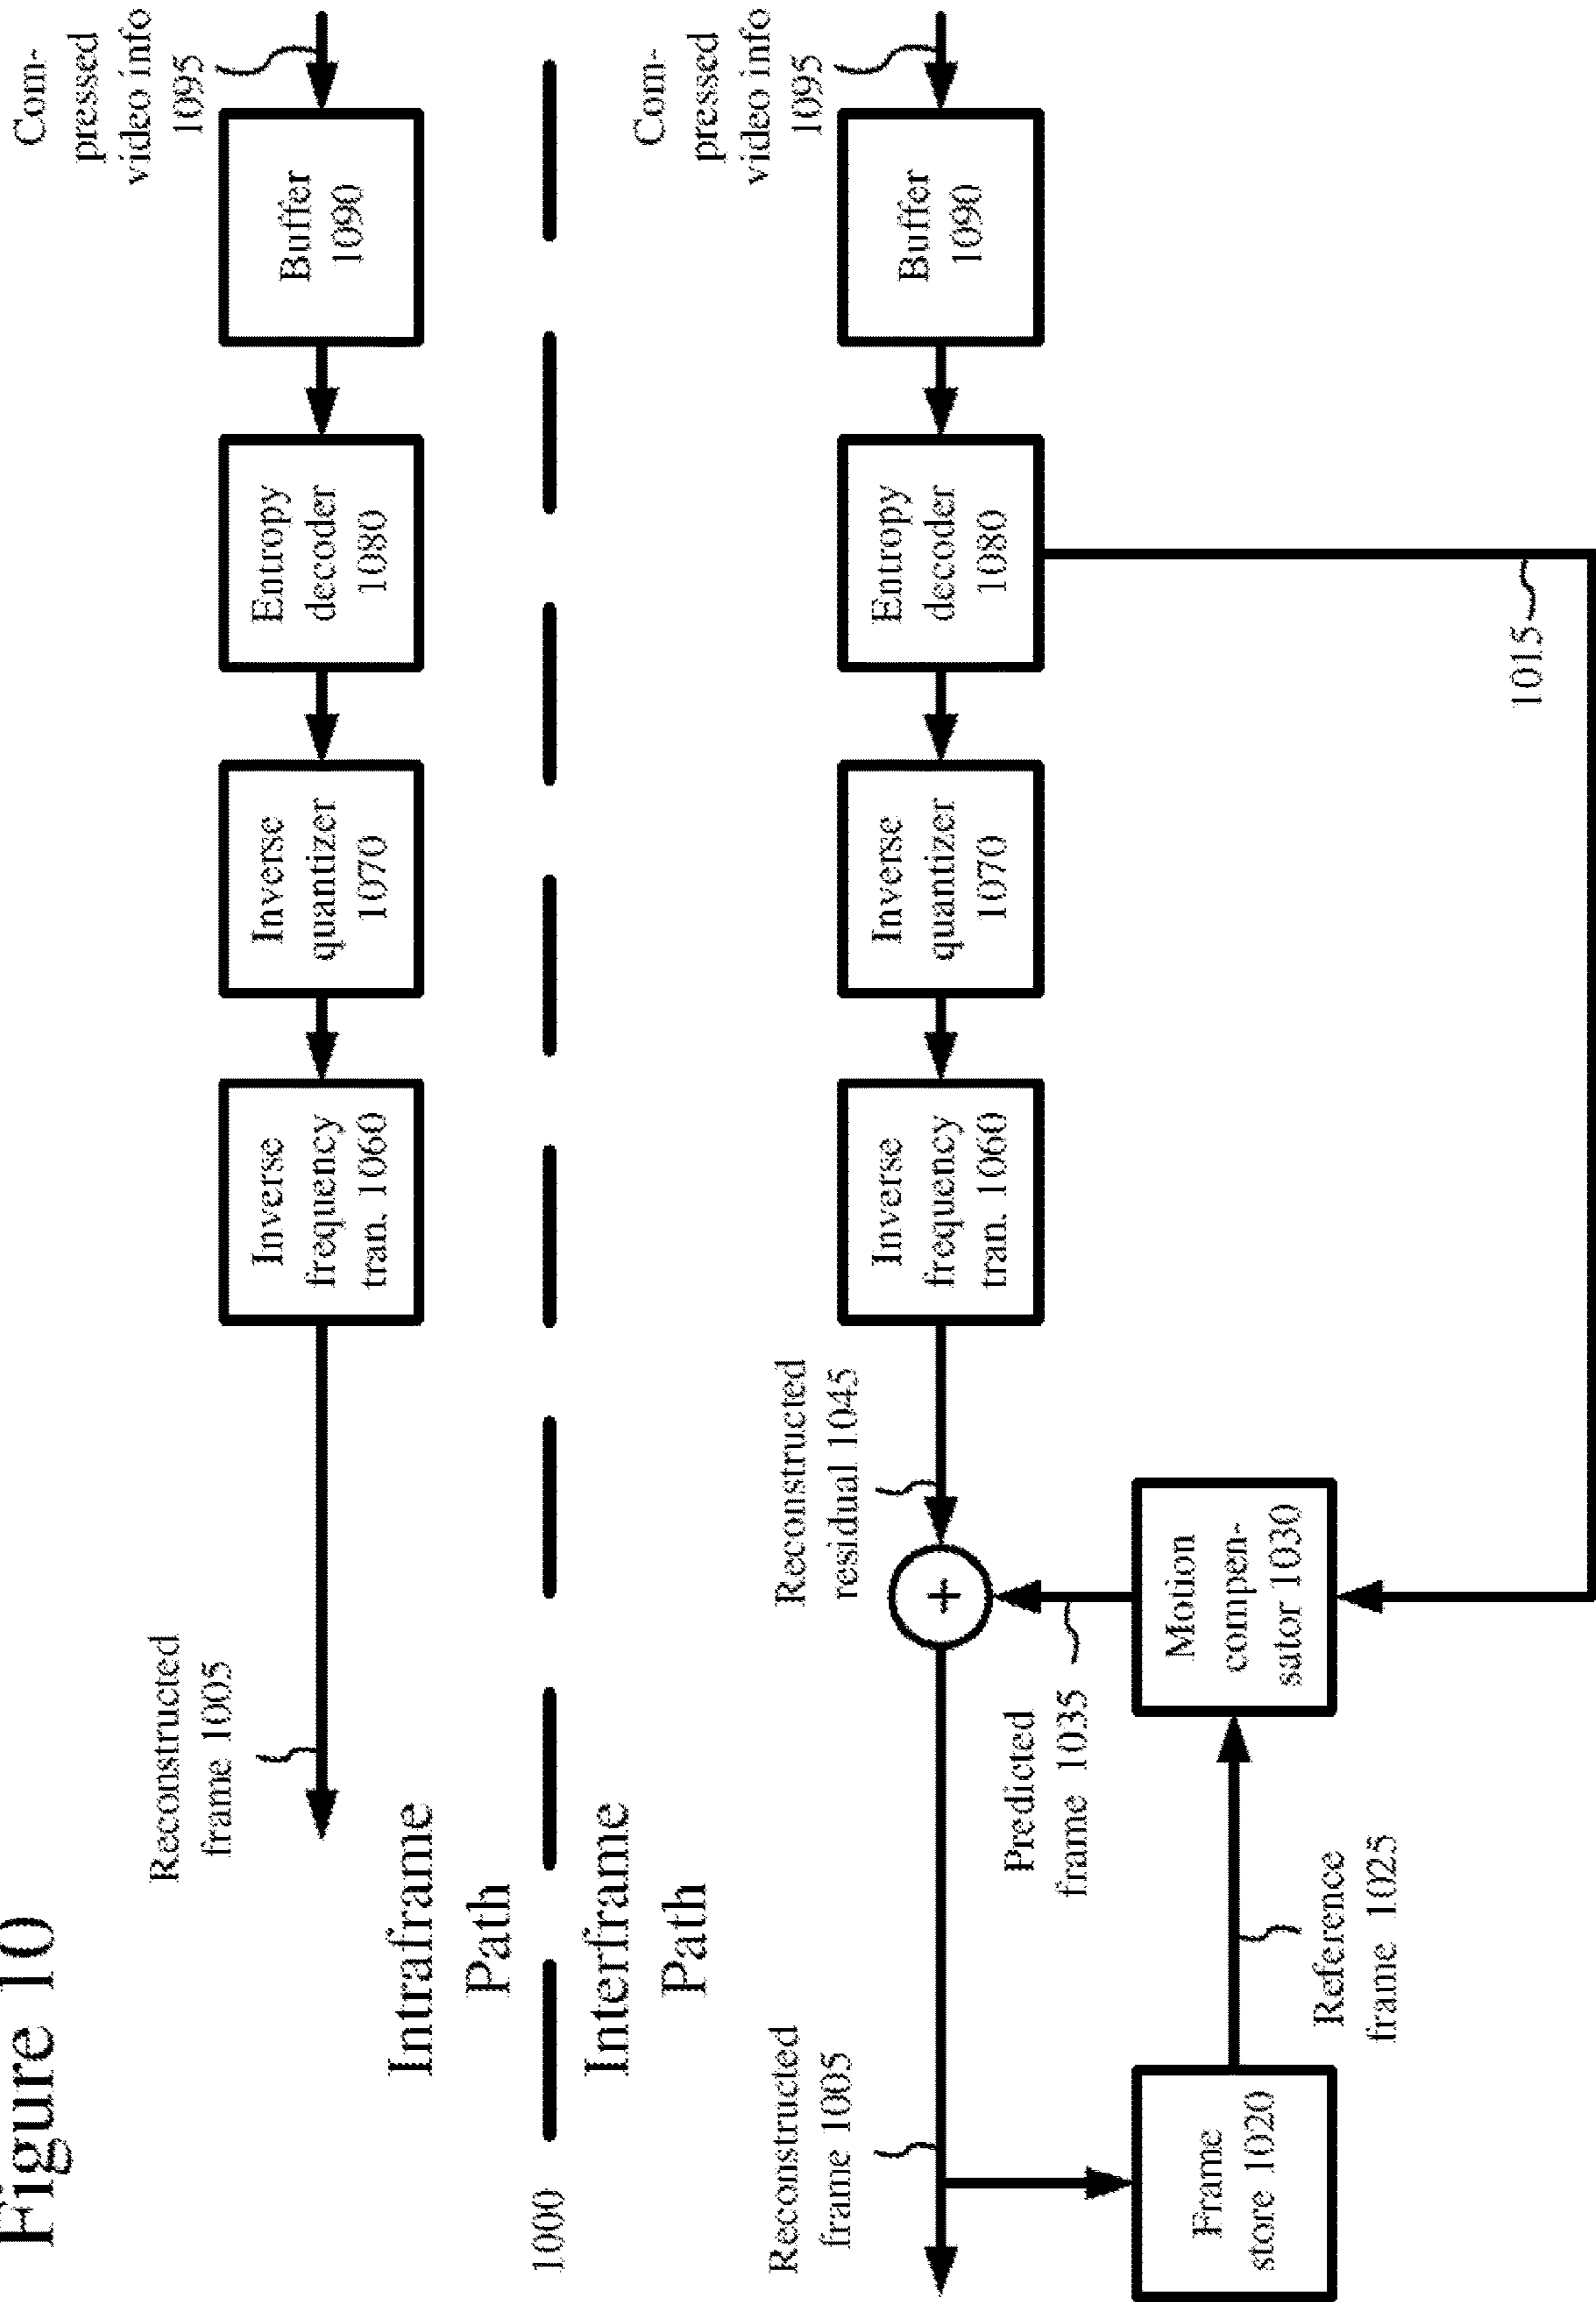 Figure 10
Reconstructed
frame 1005
Inverse
frequency
tran. 1060
Inverse
quantizer
1070
Entropy
decoder
1080
Buffer
1090
Com-
pressed
video info
1095
Intraframe
Path
1000
Interframe
Path
Reconstructed
frame 1005
Reconstructed
residual 1045
+
Inverse
frequency
tran. 1060
Inverse
quantizer
1070
Entropy
decoder
1080
Buffer
1090
Com-
pressed
video info
1095
Predicted
frame 1035
Frame
store 1020
Reference
frame 1025
Motion
compen-
sator 1030
1015